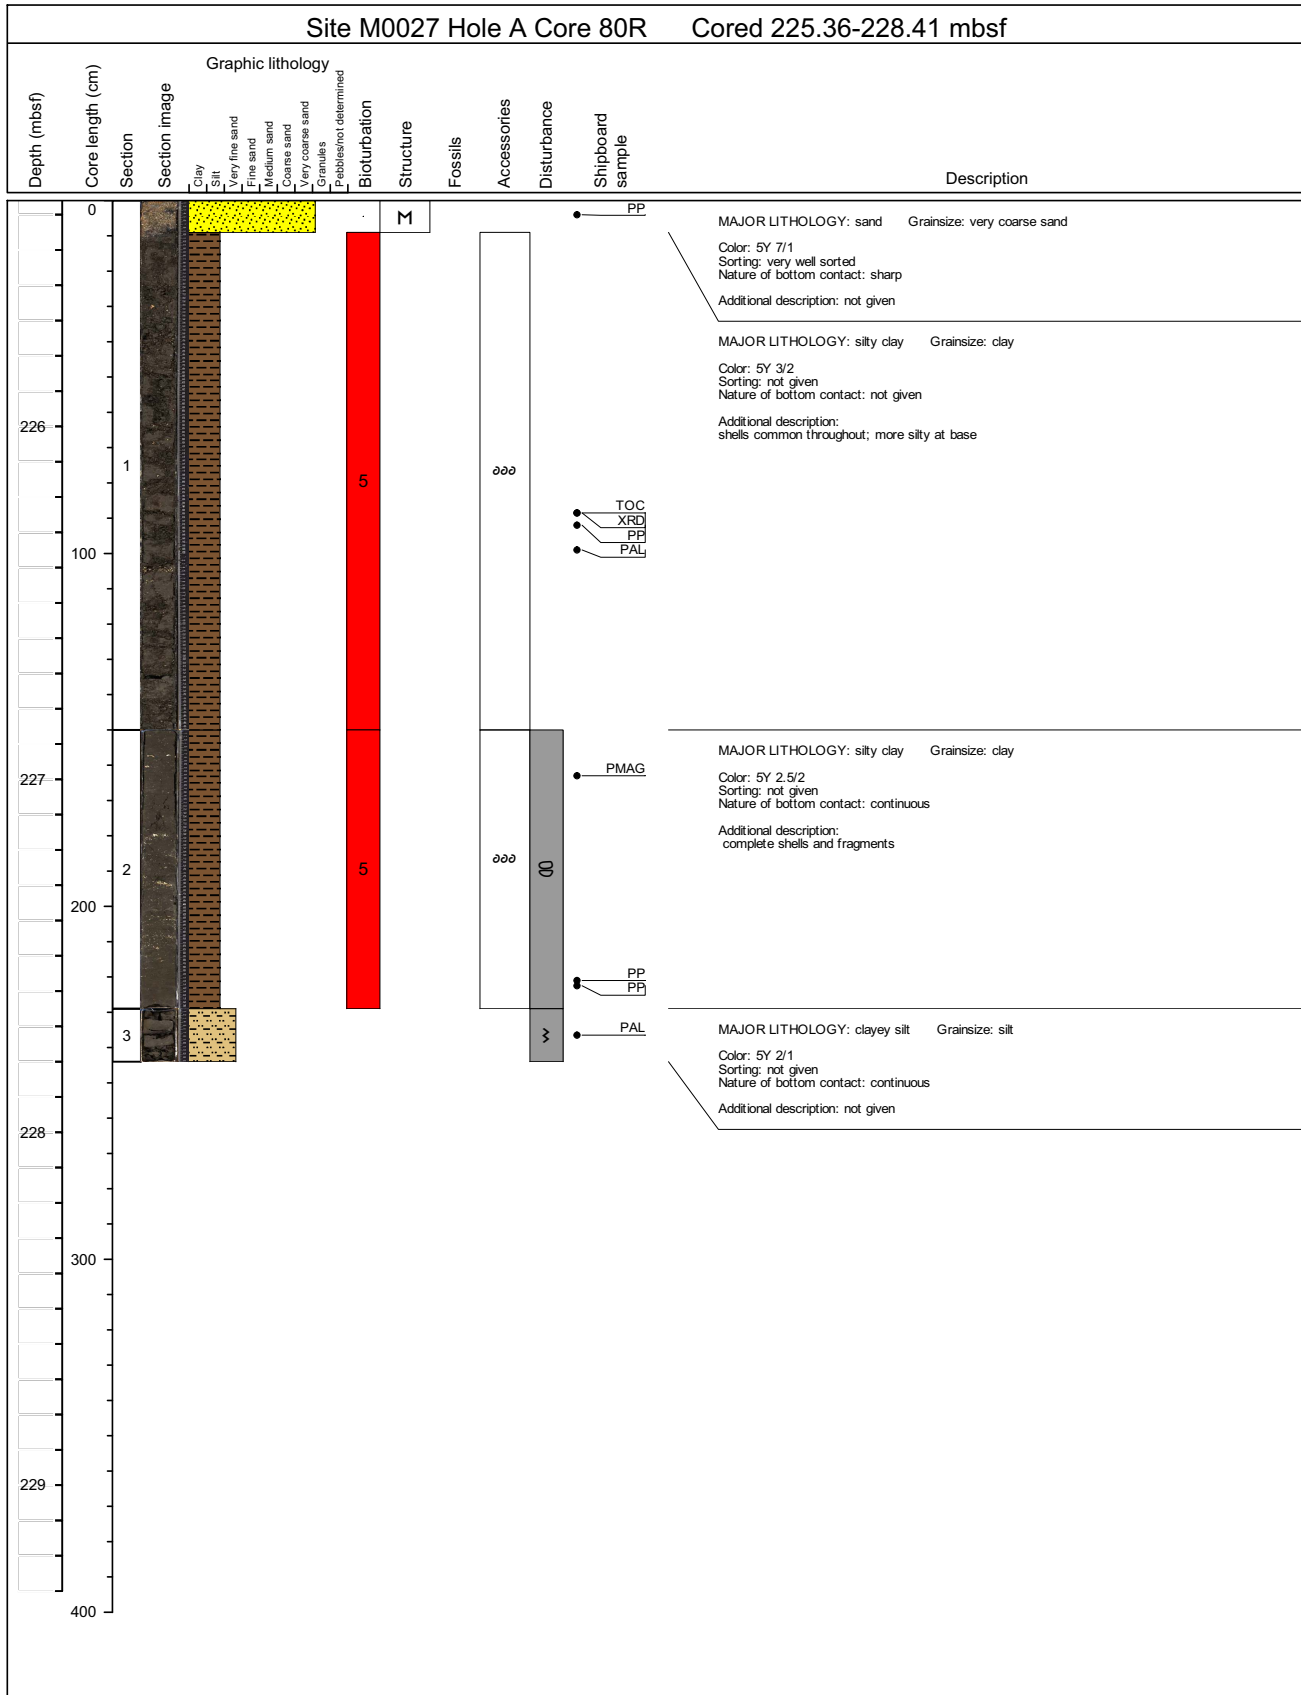 Site M0027 Hole A Core 80R Cored 225.36-228.41 mbsf
Depth (mbsf)
Core length (cm)
Section
Section image
Graphic lithology
Clay
Silt
Very fine sand
Fine sand
Medium sand
Coarse sand
Very coarse sand
Granules
Pebbles/not determined
Bioturbation
Structure
Fossils
Accessories
Disturbance
Shipboard
sample
Description
0
M
PP
MAJOR LITHOLOGY: sand Grainsize: very coarse sand
Color: 5Y 7/1
Sorting: very well sorted
Nature of bottom contact: sharp
Additional description: not given
MAJOR LITHOLOGY: silty clay Grainsize: clay
Color: 5Y 3/2
Sorting: not given
Nature of bottom contact: not given
Additional description:
shells common throughout; more silty at base
226
1
5
TOC
XRD
PP
PAL
100
MAJOR LITHOLOGY: silty clay Grainsize: clay
Color: 5Y 2.5/2
Sorting: not given
Nature of bottom contact: continuous
Additional description:
complete shells and fragments
PMAG
227
2
5
200
PP
PP
3
PAL
MAJOR LITHOLOGY: clayey silt Grainsize: silt
Color: 5Y 2/1
Sorting: not given
Nature of bottom contact: continuous
Additional description: not given
228
300
229
400